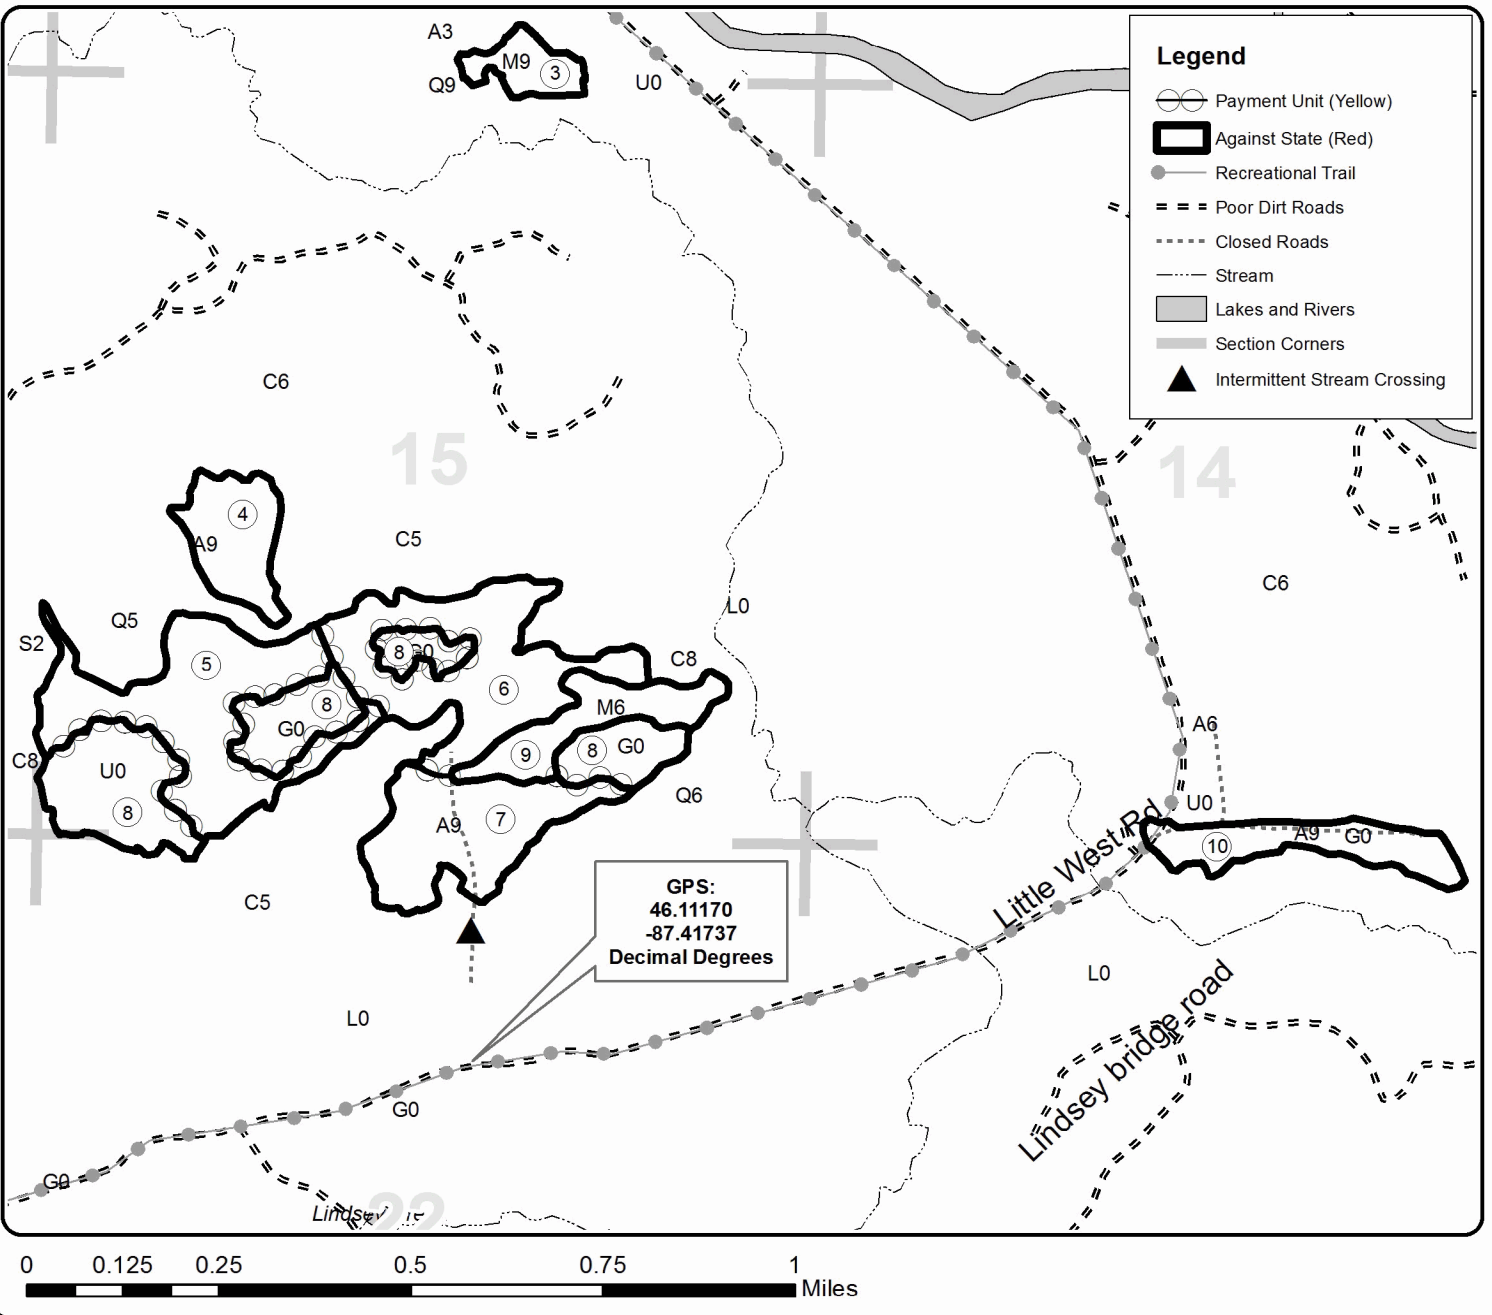 A3
M9
3
Q9
U0
Legend
Payment Unit (Yellow)
Against State (Red)
Recreational Trail
Poor Dirt Roads
Closed Roads
Stream
Lakes and Rivers
Section Corners
Intermittent Stream Crossing
C6
15
14
4
A9
C5
C6
L0
Q5
S2
5
8
G0
C8
6
8
G0
M6
A6
C8
U0
9
8
G0
8
Q6
U0
A9
7
10
A9
G0
Little West Rd
C5
GPS:
46.11170
-87.41737
Decimal Degrees
L0
L0
Lindsey bridge road
G0
G0
22
0
0.125
0.25
0.5
0.75
1
Miles